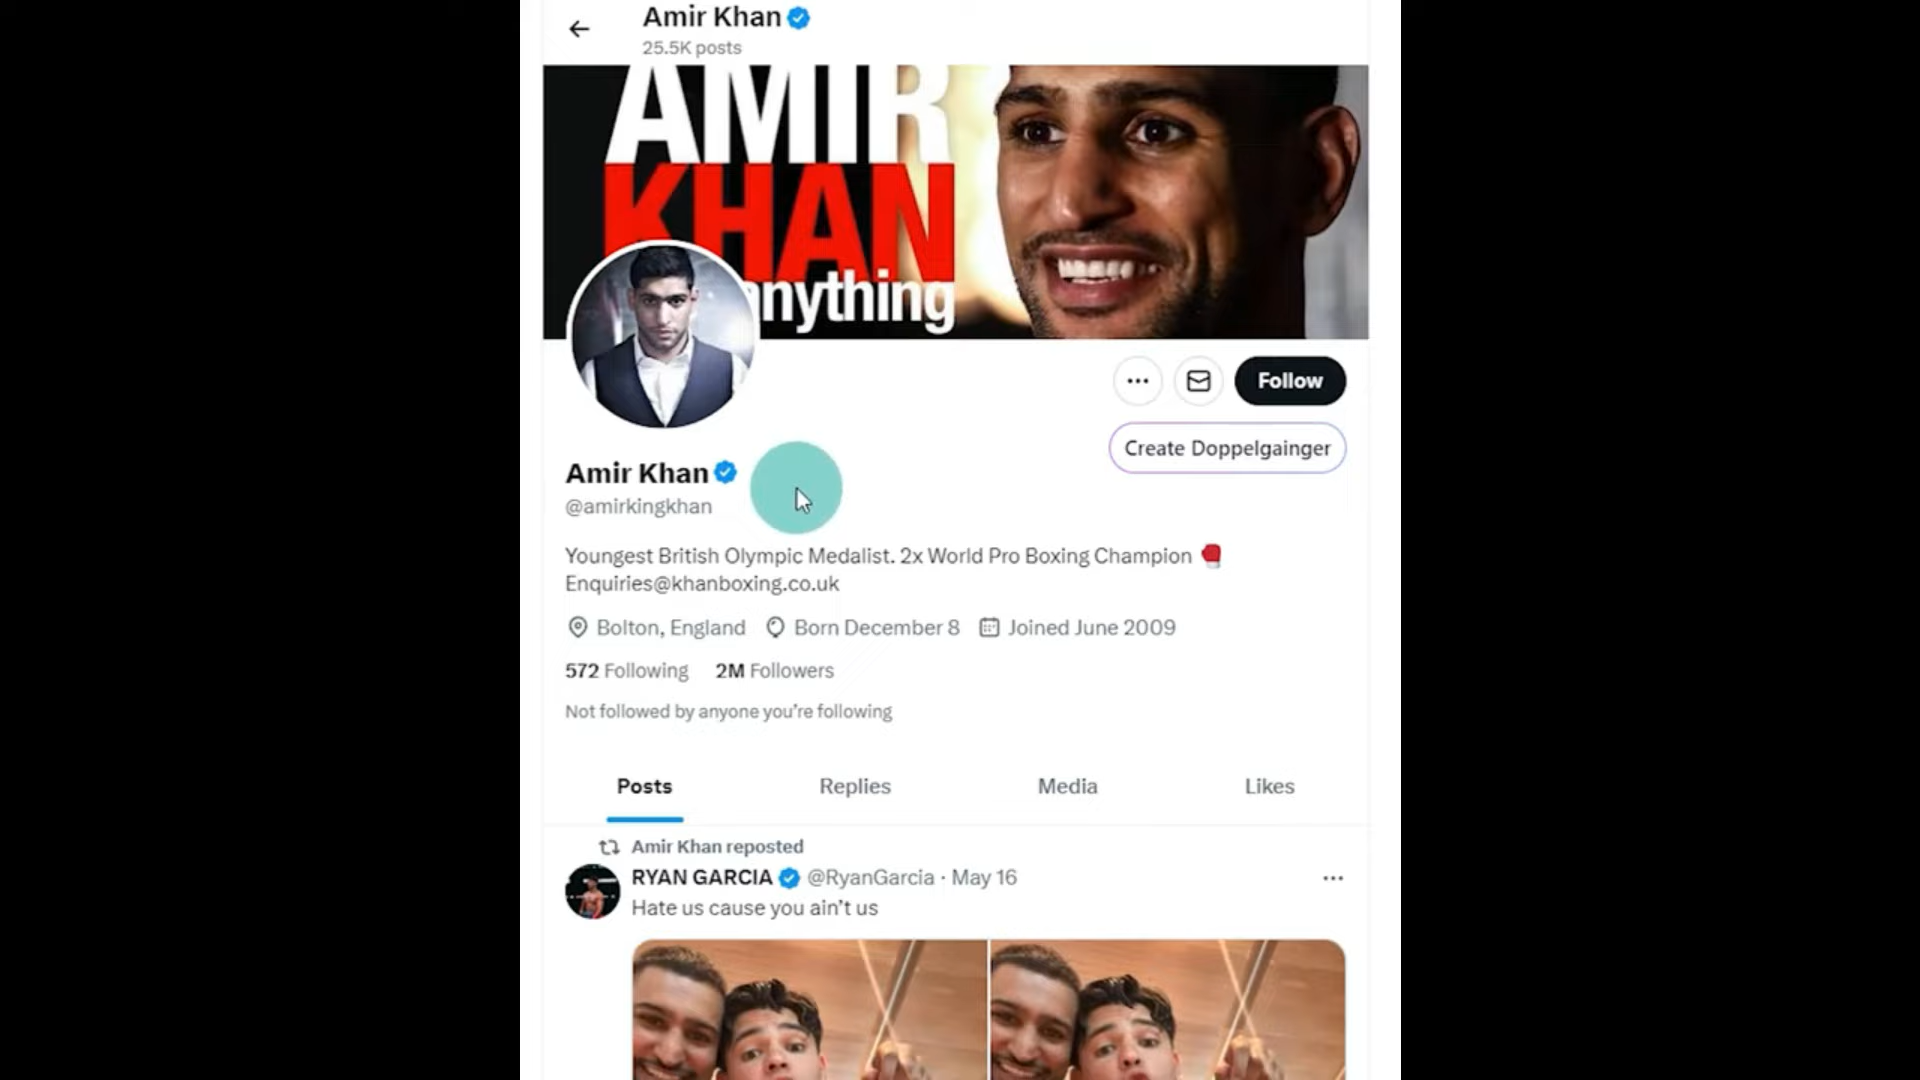 Amir Khan
25.5K posts
AMIR
KHAN
anything
Follow
Create Doppelgainger
Amir Khan
@amirkingkhan
Youngest British Olympic Medalist. 2x World Pro Boxing Champion 🥊
Enquiries@khanboxing.co.uk
Bolton, England Born December 8 Joined June 2009
572 Following 2M Followers
Not followed by anyone you're following
Posts Replies Media Likes
Amir Khan reposted
RYAN GARCIA @RyanGarcia · May 16
Hate us cause you ain't us